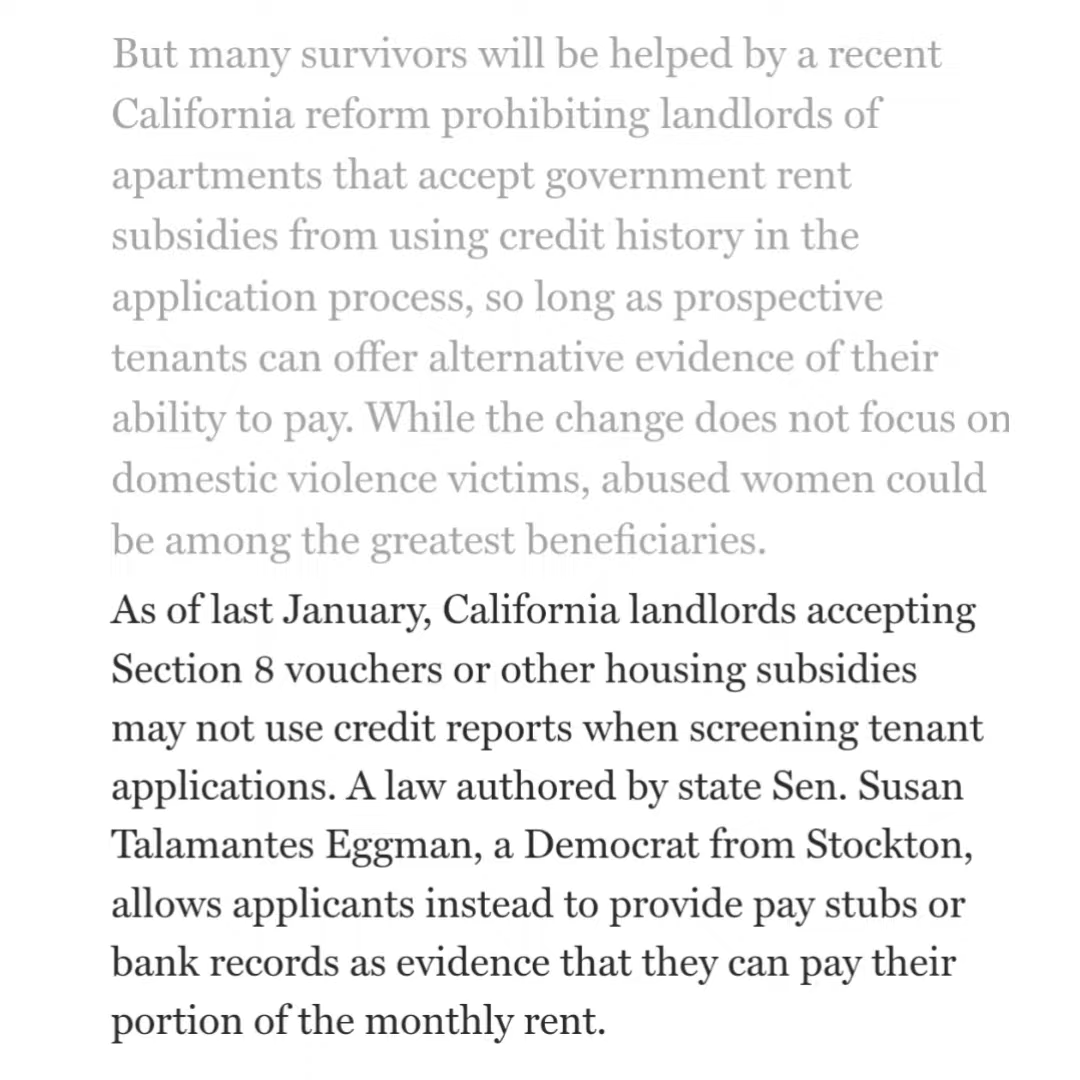 But many survivors will be helped by a recent
California reform prohibiting landlords of
apartments that accept government rent
subsidies from using credit history in the
application process, so long as prospective
tenants can offer alternative evidence of their
ability to pay. While the change does not focus on
domestic violence victims, abused women could
be among the greatest beneficiaries.
As of last January, California landlords accepting
Section 8 vouchers or other housing subsidies
may not use credit reports when screening tenant
applications. A law authored by state Sen. Susan
Talamantes Eggman, a Democrat from Stockton,
allows applicants instead to provide pay stubs or
bank records as evidence that they can pay their
portion of the monthly rent.